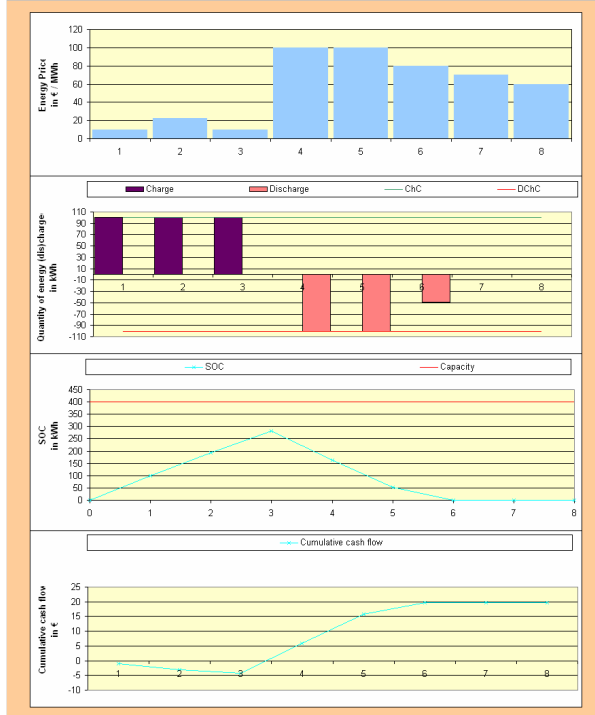 Energy Price
in € / MWh
120
100
80
60
40
20
0
1 2 3 4 5 6 7 8
Charge Discharge ChC DChC
Quantity of energy (dis)charge
in kWh
110
90
70
50
30
10
-10
-30
-50
-70
-90
-110
1 2 3 4 5 6 7 8
SOC Capacity
SOC
in kWh
450
400
350
300
250
200
150
100
50
0
0 1 2 3 4 5 6 7 8
Cumulative cash flow
Cumulative cash flow
in €
25
20
15
10
5
0
-5
-10
1 2 3 4 5 6 7 8